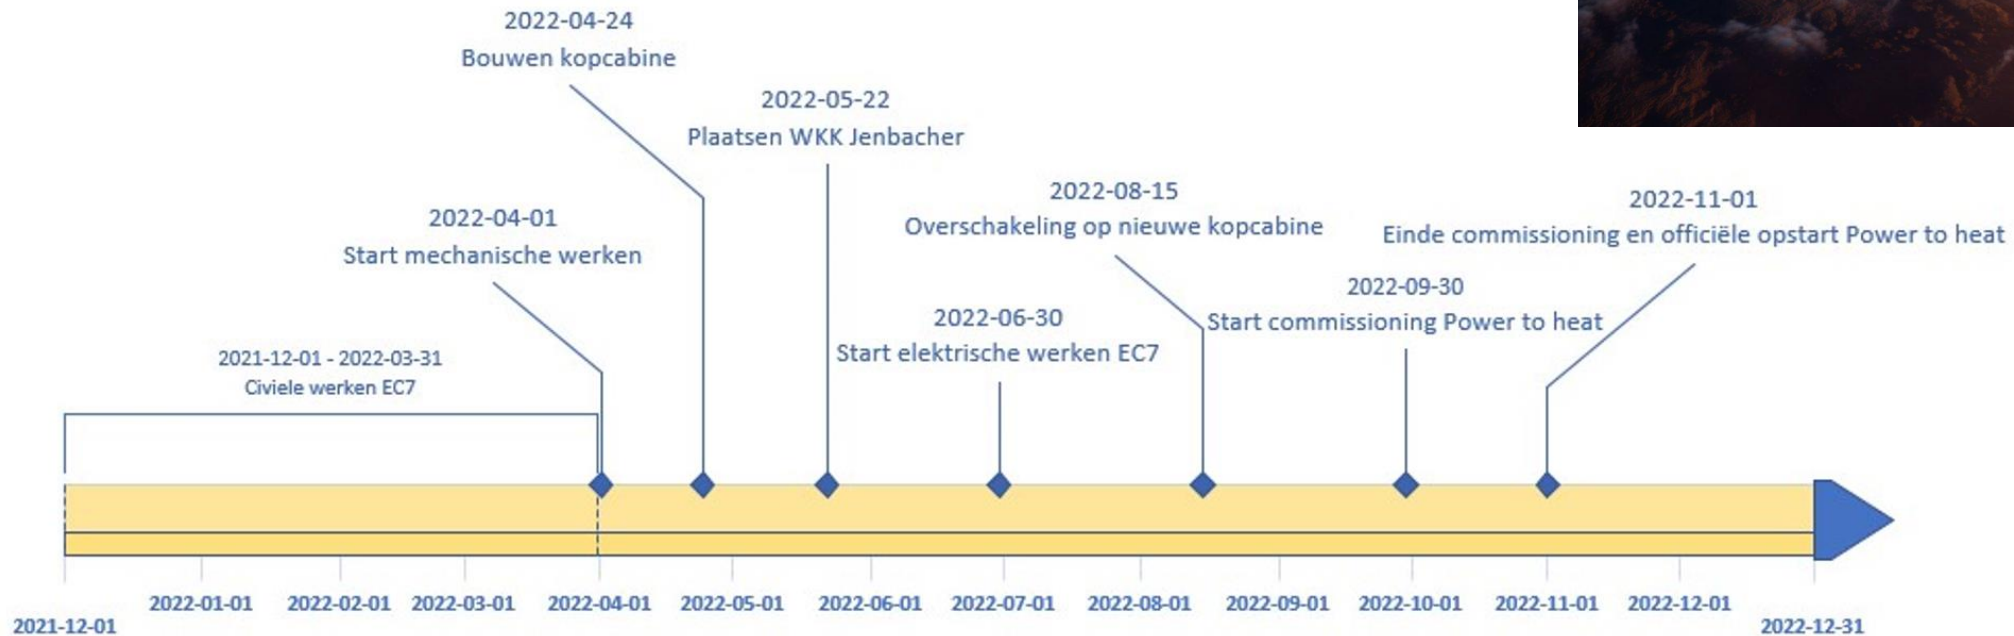 2022-04-24
Bouwen kopcabine
2022-05-22
Plaatsen WKK Jenbacher
2022-08-15
Overschakeling op nieuwe kopcabine
2022-11-01
Einde commissioning en officiële opstart Power to heat
2022-04-01
Start mechanische werken
2022-09-30
Start commissioning Power to heat
2022-06-30
Start elektrische werken EC7
2021-12-01 - 2022-03-31
Civiele werken EC7
2021-12-01
2022-01-01
2022-02-01
2022-03-01
2022-04-01
2022-05-01
2022-06-01
2022-07-01
2022-08-01
2022-09-01
2022-10-01
2022-11-01
2022-12-01
2022-12-31